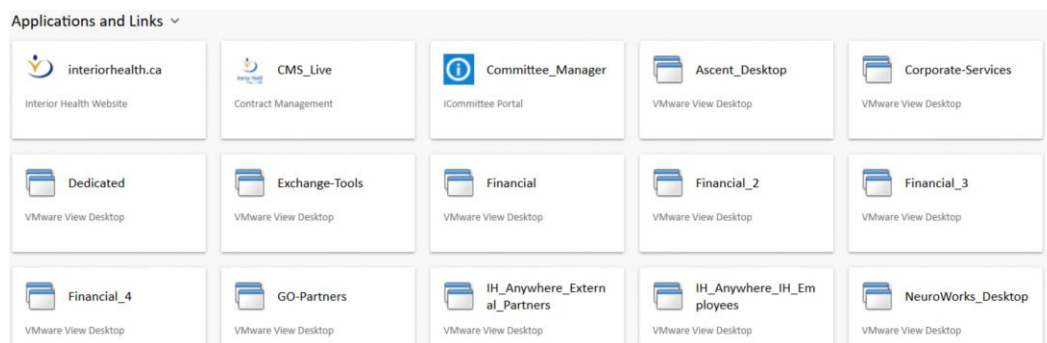 Applications and Links
interiorhealth.ca
Interior Health Website
CMS_Live
Contract Management
Committee_Manager
iCommittee Portal
Ascent_Desktop
VMware View Desktop
Corporate-Services
VMware View Desktop
Dedicated
VMware View Desktop
Exchange-Tools
VMware View Desktop
Financial
VMware View Desktop
Financial_2
VMware View Desktop
Financial_3
VMware View Desktop
Financial_4
VMware View Desktop
GO-Partners
VMware View Desktop
IH_Anywhere_Extern
al_Partners
VMware View Desktop
IH_Anywhere_IH_Em
ployees
VMware View Desktop
NeuroWorks_Desktop
VMware View Desktop